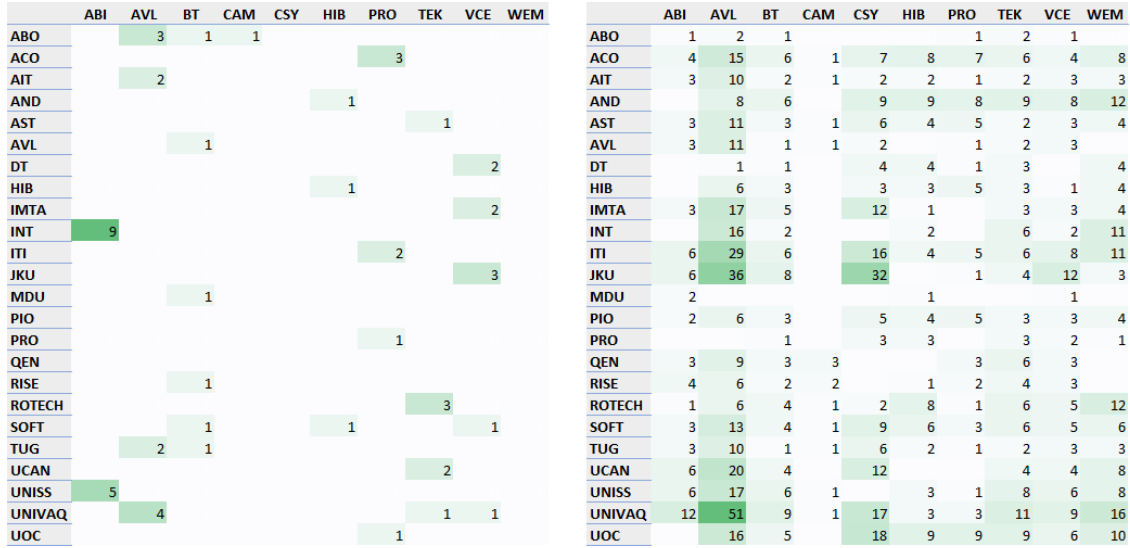 ABI AVL BT CAM CSY HIB PRO TEK VCE WEM
ABO 3 1 1
ACO 3
AIT 2
AND 1
AST 1
AVL 1
DT 2
HIB 1
IMTA 2
INT 9
ITI 2
JKU 3
MDU 1
PIO
PRO 1
QEN
RISE 1
ROTECH 3
SOFT 1 1 1
TUG 2 1
UCAN 2
UNISS 5
UNIVAQ 4 1 1
UOC 1
ABI AVL BT CAM CSY HIB PRO TEK VCE WEM
ABO 1 2 1 1 2 1
ACO 4 15 6 1 7 8 7 6 4 8
AIT 3 10 2 1 2 2 1 2 3 3
AND 8 6 9 9 8 9 8 12
AST 3 11 3 1 6 4 5 2 3 4
AVL 3 11 1 1 2 1 2 3
DT 1 1 4 4 1 3 4
HIB 6 3 3 3 5 3 1 4
IMTA 3 17 5 12 1 3 3 4
INT 16 2 2 6 2 11
ITI 6 29 6 16 4 5 6 8 11
JKU 6 36 8 32 1 4 12 3
MDU 2 1 1
PIO 2 6 3 5 4 5 3 3 4
PRO 1 3 3 3 2 1
QEN 3 9 3 3 3 6 3
RISE 4 6 2 2 1 2 4 3
ROTECH 1 6 4 1 2 8 1 6 5 12
SOFT 3 13 4 1 9 6 3 6 5 6
TUG 3 10 1 1 6 2 1 2 3 3
UCAN 6 20 4 12 4 4 8
UNISS 6 17 6 1 3 1 8 6 8
UNIVAQ 12 51 9 1 17 3 3 11 9 16
UOC 16 5 18 9 9 9 6 10